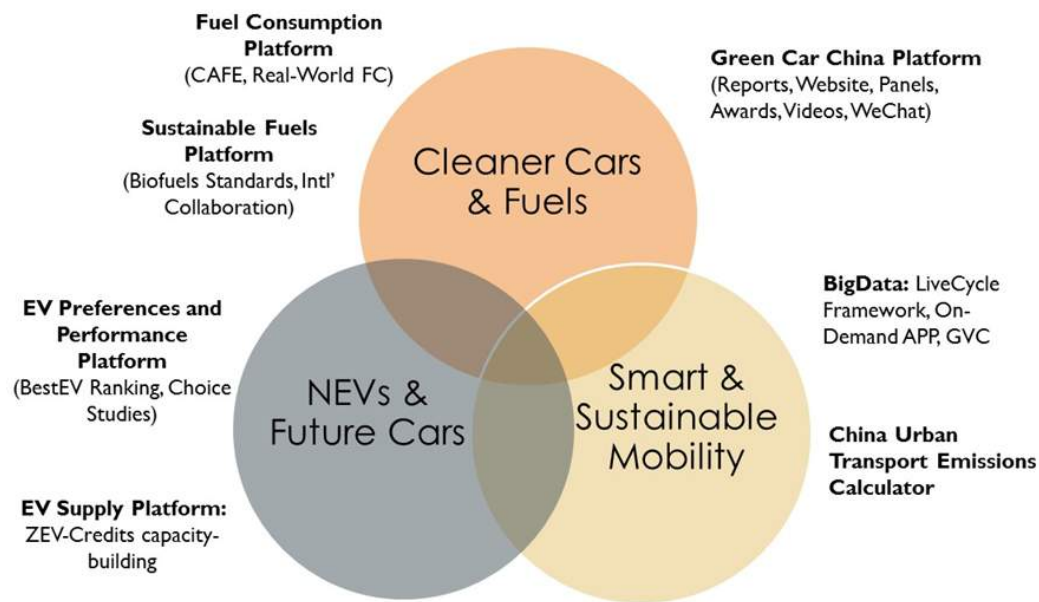 Fuel Consumption
Platform
(CAFE, Real-World FC)
Green Car China Platform
(Reports, Website, Panels,
Awards, Videos, WeChat)
Sustainable Fuels
Platform
(Biofuels Standards, Intl'
Collaboration)
Cleaner Cars
& Fuels
EV Preferences and
Performance
Platform
(BestEV Ranking, Choice
Studies)
BigData: LiveCycle
Framework, On-
Demand APP, GVC
NEVs &
Future Cars
Smart &
Sustainable
Mobility
China Urban
Transport Emissions
Calculator
EV Supply Platform:
ZEV-Credits capacity-
building